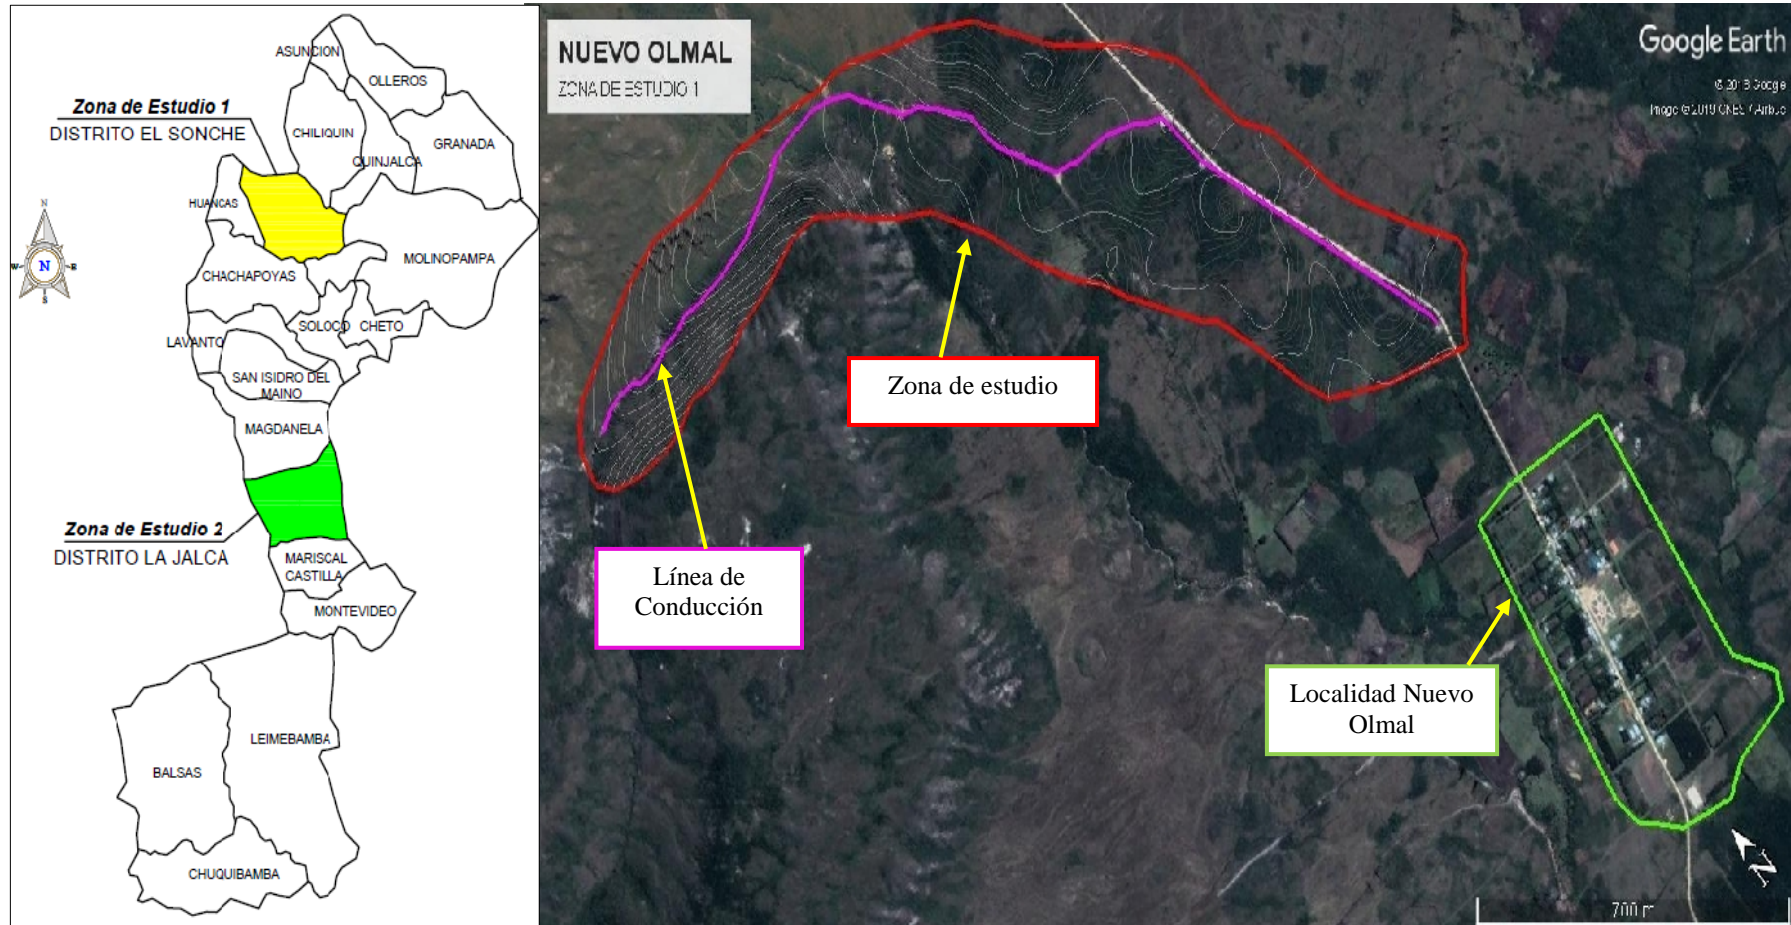 ASUNCION
OLLEROS
Zona de Estudio 1
DISTRITO EL SONCHE
CHILIQUIN
GRANADA
QUINJALCA
HUANCAS
N
W
N
E
S
MOLINOPAMPA
CHACHAPOYAS
SOLOCO
CHETO
LAVANTO
SAN ISIDRO DEL
MAINO
MAGDANELA
Zona de Estudio 2
DISTRITO LA JALCA
MARISCAL
CASTILLA
MONTEVIDEO
LEIMEBAMBA
BALSAS
CHUQUIBAMBA
NUEVO OLMAL
ZONA DE ESTUDIO 1
Google Earth
Zona de estudio
Línea de
Conducción
Localidad Nuevo
Olmal
N
700 m